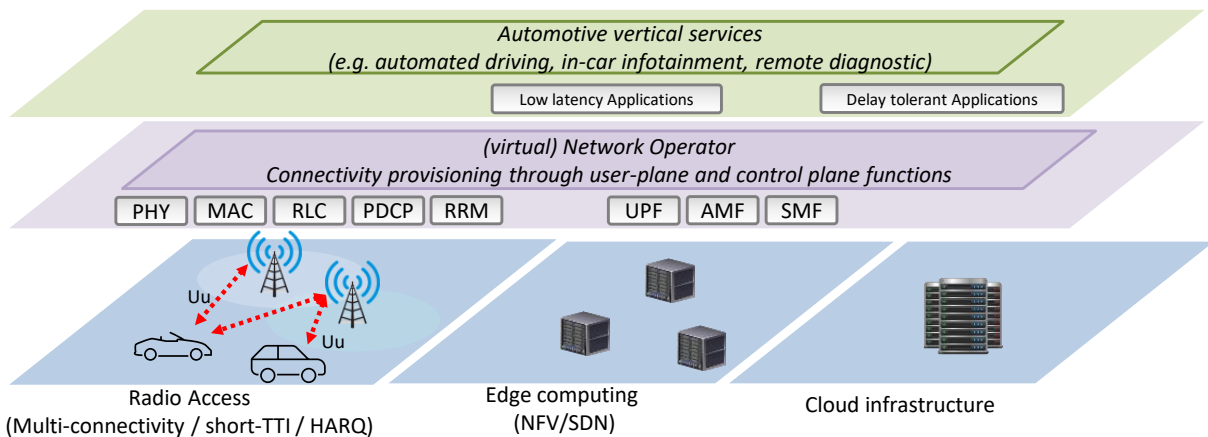 Automotive vertical services
(e.g. automated driving, in-car infotainment, remote diagnostic)
Low latency Applications
Delay tolerant Applications
(virtual) Network Operator
Connectivity provisioning through user-plane and control plane functions
PHY
MAC
RLC
PDCP
RRM
UPF
AMF
SMF
Uu
Uu
Radio Access
(Multi-connectivity / short-TTI / HARQ)
Edge computing
(NFV/SDN)
Cloud infrastructure